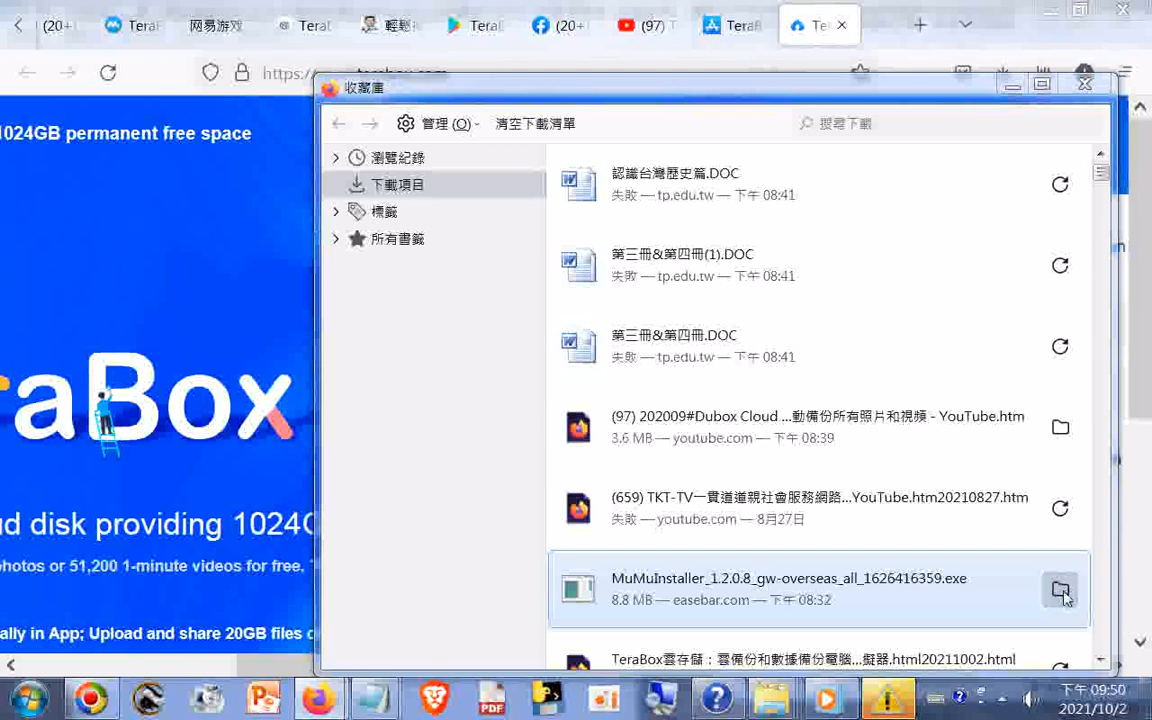 (20+
Teral
网易游戏
Teral
輕鬆
Teral
(20+
(97) T
TeraB
Te
https://
收藏庫
1024GB permanent free space
管理(O)
清空下載清單
搜尋下載
瀏覽紀錄
下載項目
標籤
所有書籤
認識台灣歷史篇.DOC
失敗 — tp.edu.tw — 下午 08:41
第三冊&第四冊(1).DOC
失敗 — tp.edu.tw — 下午 08:41
第三冊&第四冊.DOC
失敗 — tp.edu.tw — 下午 08:41
(97) 202009#Dubox Cloud ...動備份所有照片和視頻 - YouTube.htm
3.6 MB — youtube.com — 下午 08:39
(659) TKT-TV一貫道道親社會服務網路...YouTube.htm20210827.htm
失敗 — youtube.com — 8月27日
MuMuInstaller_1.2.0.8_gw-overseas_all_1626416359.exe
8.8 MB — easebar.com — 下午 08:32
TeraBox雲存儲：雲備份和數據備份電腦...擬器.html20211002.html
eraBox
ud disk providing 1024G
photos or 51,200 1-minute videos for free.
ally in App; Upload and share 20GB files
PDF
下午 09:50
2021/10/2